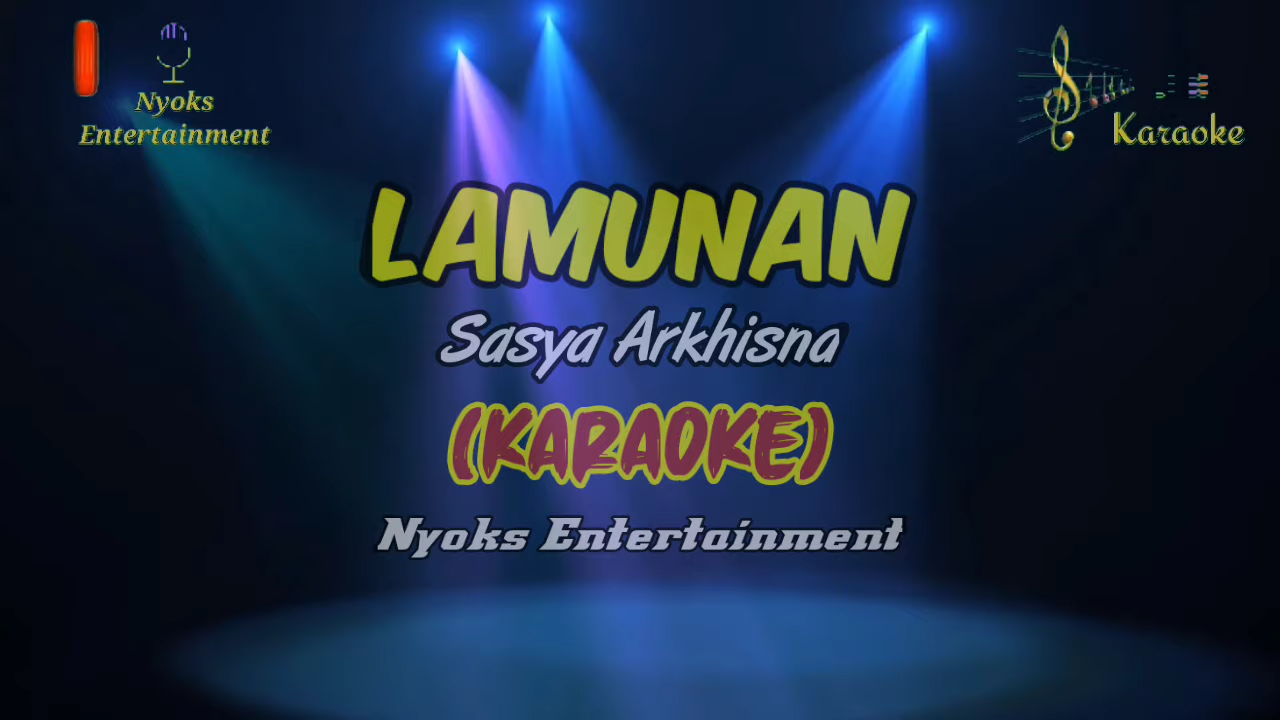 Nyoks
Entertainment
Karaoke
LAMUNAN
Sasya Arkhisna
(KARAOKE)
Nyoks Entertainment